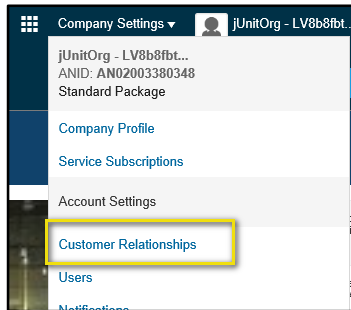 Company Settings jUnitOrg - LV8b8fbt...
jUnitOrg - LV8b8fbt...
ANID: AN02003380348
Standard Package
Company Profile
Service Subscriptions
Account Settings
Customer Relationships
Users
Notifications